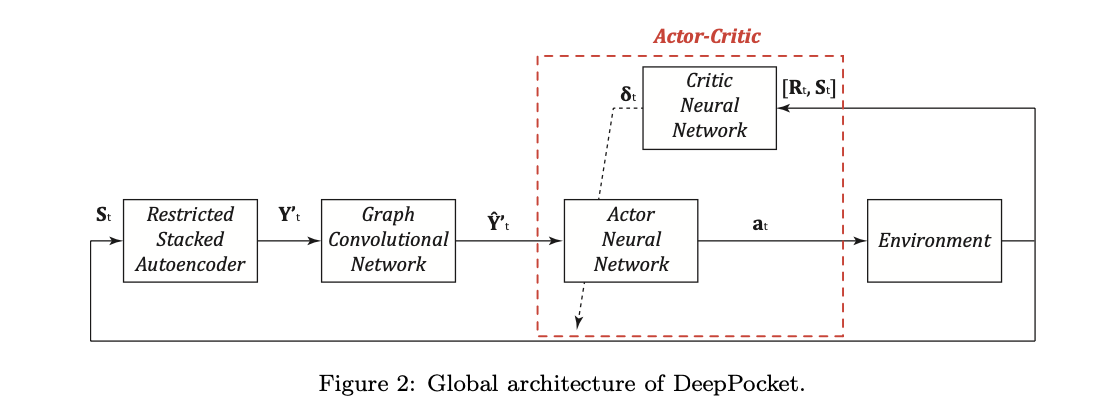 Actor-Critic
Critic
Neural
Network
δt
[Rt, St]
St
Restricted
Stacked
Autoencoder
Y't
Graph
Convolutional
Network
Ŷ't
Actor
Neural
Network
at
Environment
Figure 2: Global architecture of DeepPocket.